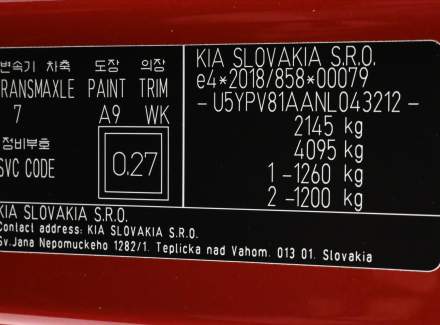 변속기 차축 도장 의장
TRANSMAXLE PAINT TRIM
7 A9 WK
정비부호
SVC CODE 0.27
KIA SLOVAKIA S.R.O.
e4*2018/858*00079
-U5YPV81AANL043212-
2145 kg
4095 kg
1-1260 kg
2-1200 kg
KIA SLOVAKIA S.R.O.
Contact address: KIA SLOVAKIA S.R.O.
Sv.Jana Nepomuckeho 1282/1. Teplicka nad Vahom. 013 01. Slovakia